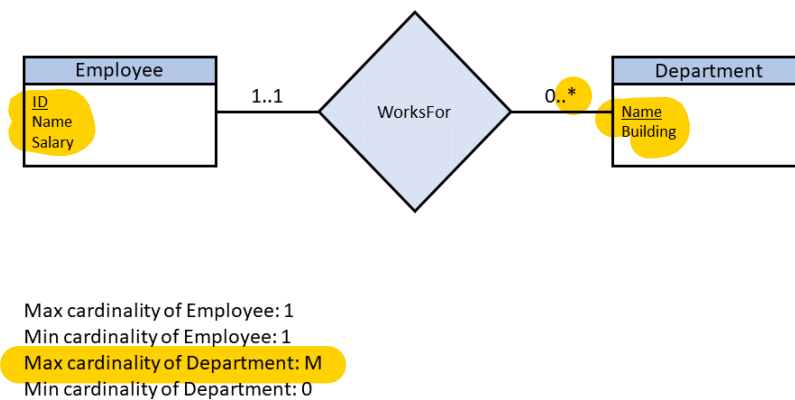 Employee
ID
Name
Salary
1..1
WorksFor
0..*
Department
Name
Building
Max cardinality of Employee: 1
Min cardinality of Employee: 1
Max cardinality of Department: M
Min cardinality of Department: 0